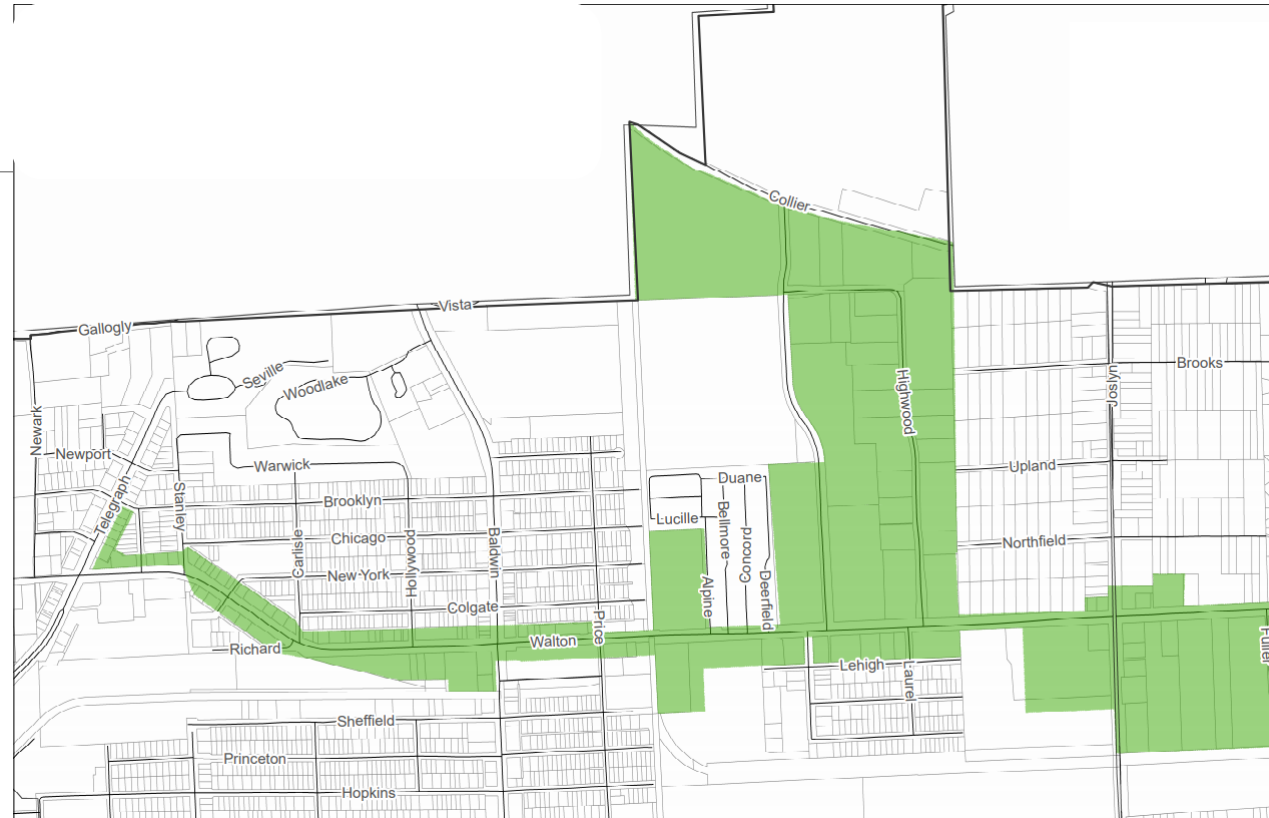 Collier
Vista
Gallogly
Seville
Woodlake
Brooks
Joslyn
Highwood
Newark
Newport
Warwick
Upland
Telegraph
Stanley
Brooklyn
Duane
Lucille
Bellmore
Concord
Chicago
Carlisle
Hollywood
Baldwin
Northfield
New York
Alpine
Deerfield
Colgate
Price
Walton
Richard
Lehigh
Laurel
Fuller
Sheffield
Princeton
Hopkins